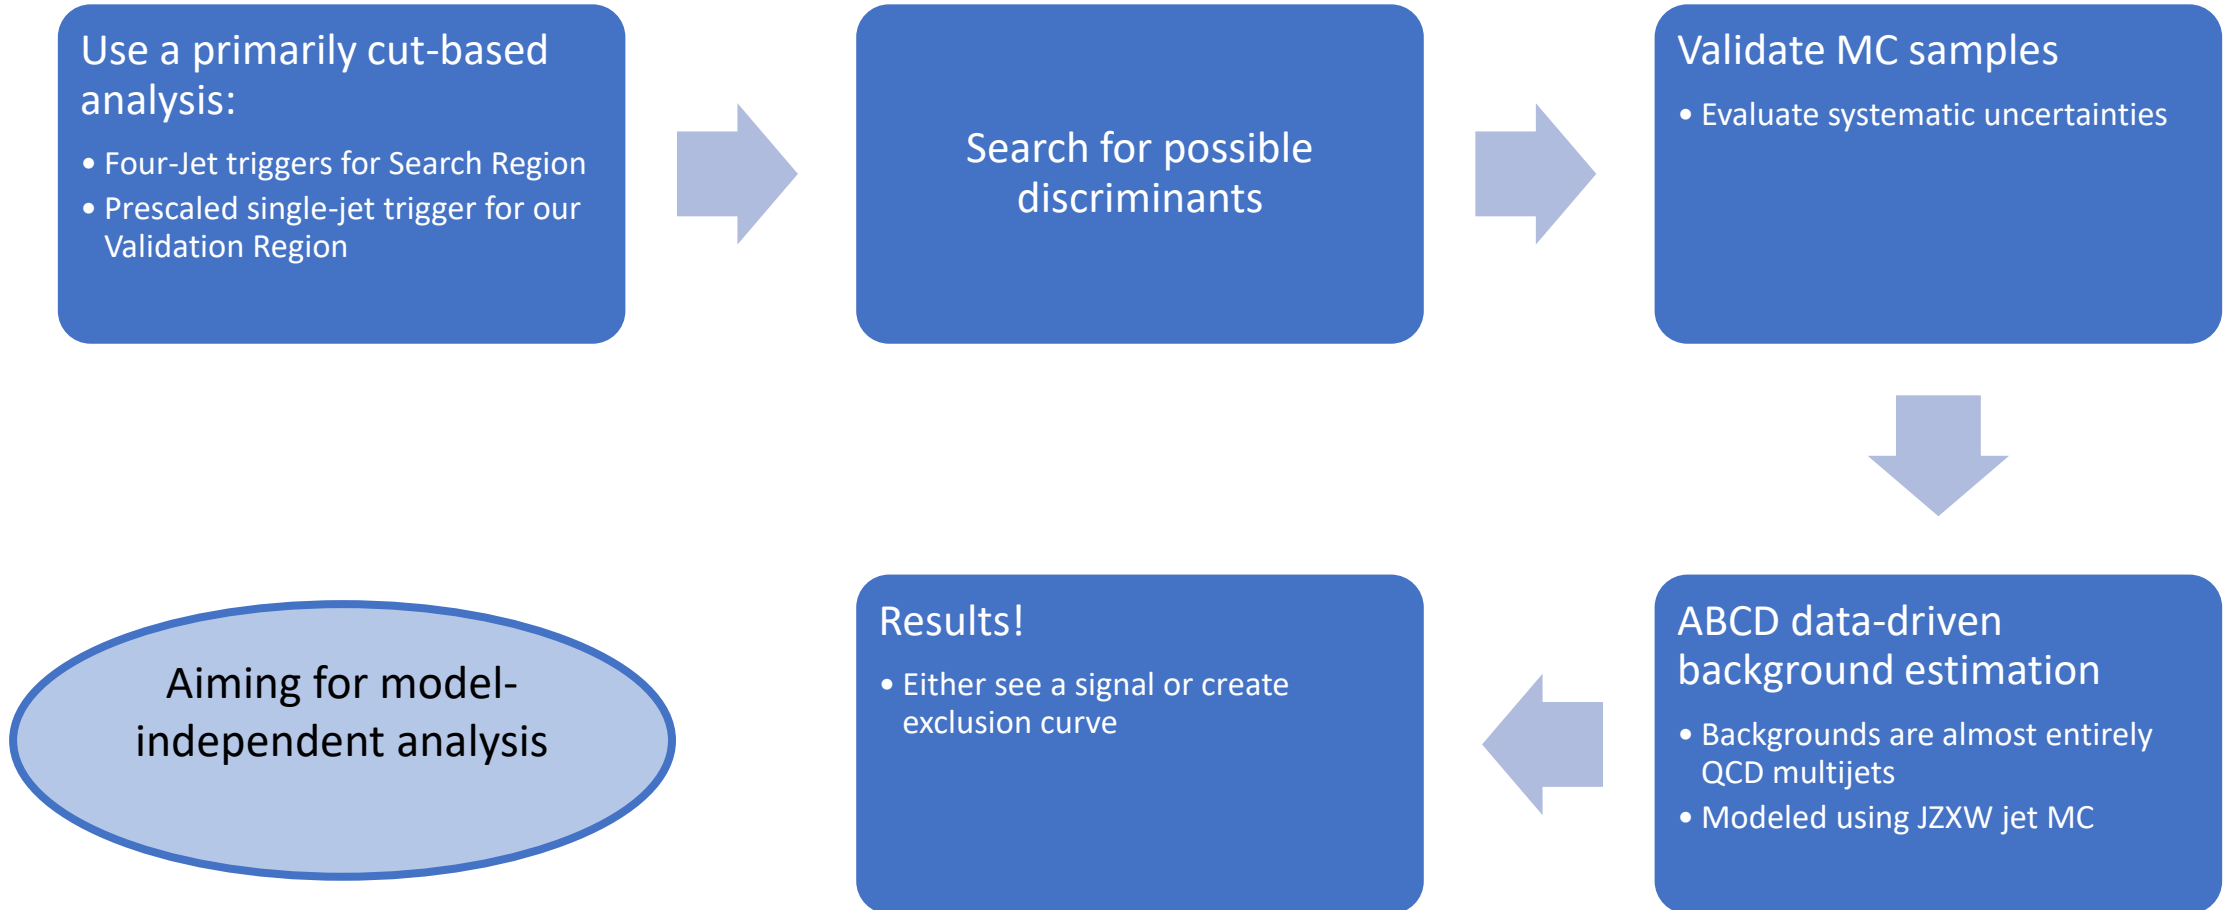 Use a primarily cut-based
analysis:
• Four-Jet triggers for Search Region
• Prescaled single-jet trigger for our
Validation Region
Search for possible
discriminants
Validate MC samples
• Evaluate systematic uncertainties
ABCD data-driven
background estimation
• Backgrounds are almost entirely
QCD multijets
• Modeled using JZXW jet MC
Results!
• Either see a signal or create
exclusion curve
Aiming for model-
independent analysis